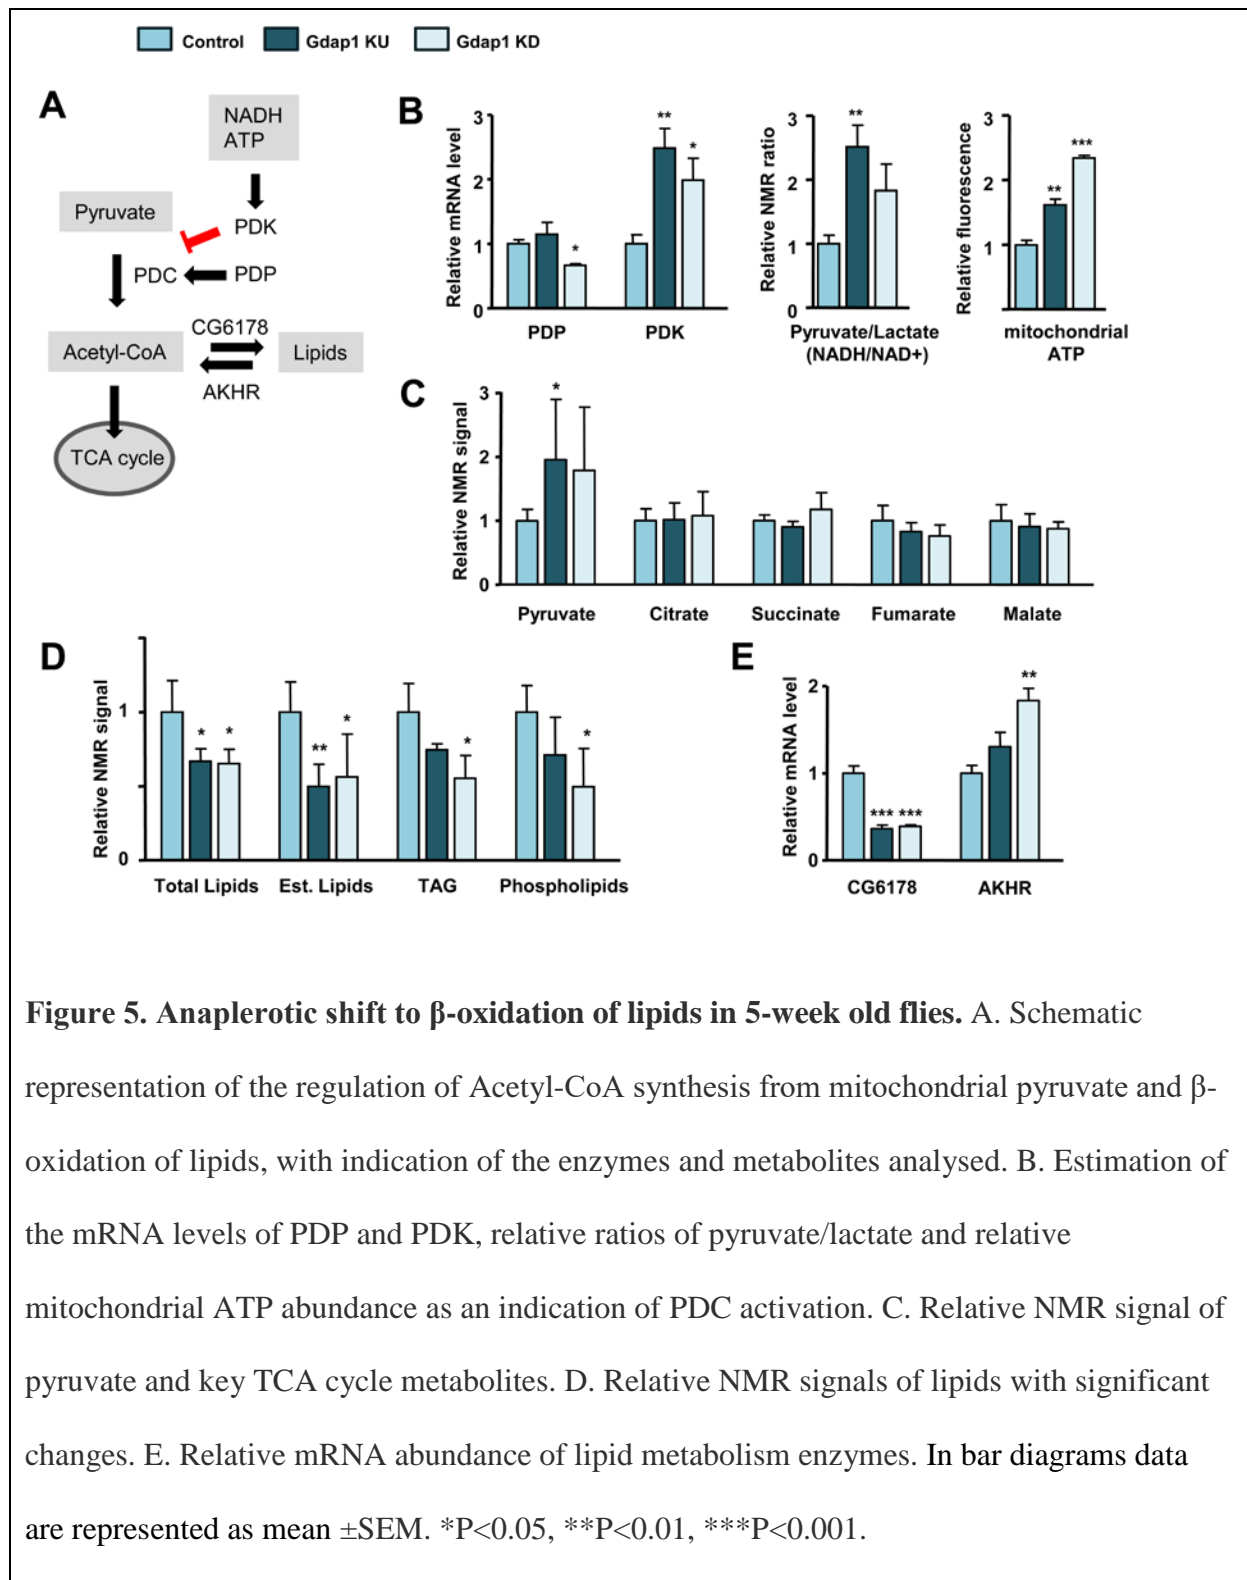 Control Gdap1 KU Gdap1 KD
A
NADH
ATP
Pyruvate
PDK
PDC
PDP
CG6178
Acetyl-CoA
Lipids
AKHR
TCA cycle
B
Relative mRNA level
3
2
1
0
**
*
*
PDP
PDK
Relative NMR ratio
3
2
1
0
**
Pyruvate/Lactate
(NADH/NAD+)
Relative fluorescence
3
2
1
**
***
mitochondrial
ATP
C
Relative NMR signal
3
2
1
0
*
Pyruvate
Citrate
Succinate
Fumarate
Malate
D
Relative NMR signal
1
0
*
*
**
*
*
*
Total Lipids
Est. Lipids
TAG
Phospholipids
E
Relative mRNA level
2
1
0
***
***
**
CG6178
AKHR
Figure 5. Anaplerotic shift to β-oxidation of lipids in 5-week old flies. A. Schematic
representation of the regulation of Acetyl-CoA synthesis from mitochondrial pyruvate and β-
oxidation of lipids, with indication of the enzymes and metabolites analysed. B. Estimation of
the mRNA levels of PDP and PDK, relative ratios of pyruvate/lactate and relative
mitochondrial ATP abundance as an indication of PDC activation. C. Relative NMR signal of
pyruvate and key TCA cycle metabolites. D. Relative NMR signals of lipids with significant
changes. E. Relative mRNA abundance of lipid metabolism enzymes. In bar diagrams data
are represented as mean ±SEM. *P<0.05, **P<0.01, ***P<0.001.